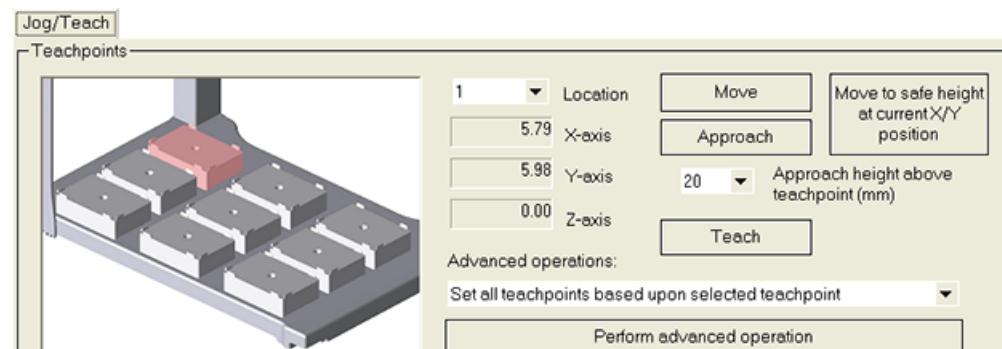 Jog/Teach
Teachpoints
1
Location
5.79 X-axis
5.98 Y-axis
0.00 Z-axis
Move
Approach
Move to safe height
at current X/Y
position
20
Approach height above
teachpoint (mm)
Teach
Advanced operations:
Set all teachpoints based upon selected teachpoint
Perform advanced operation